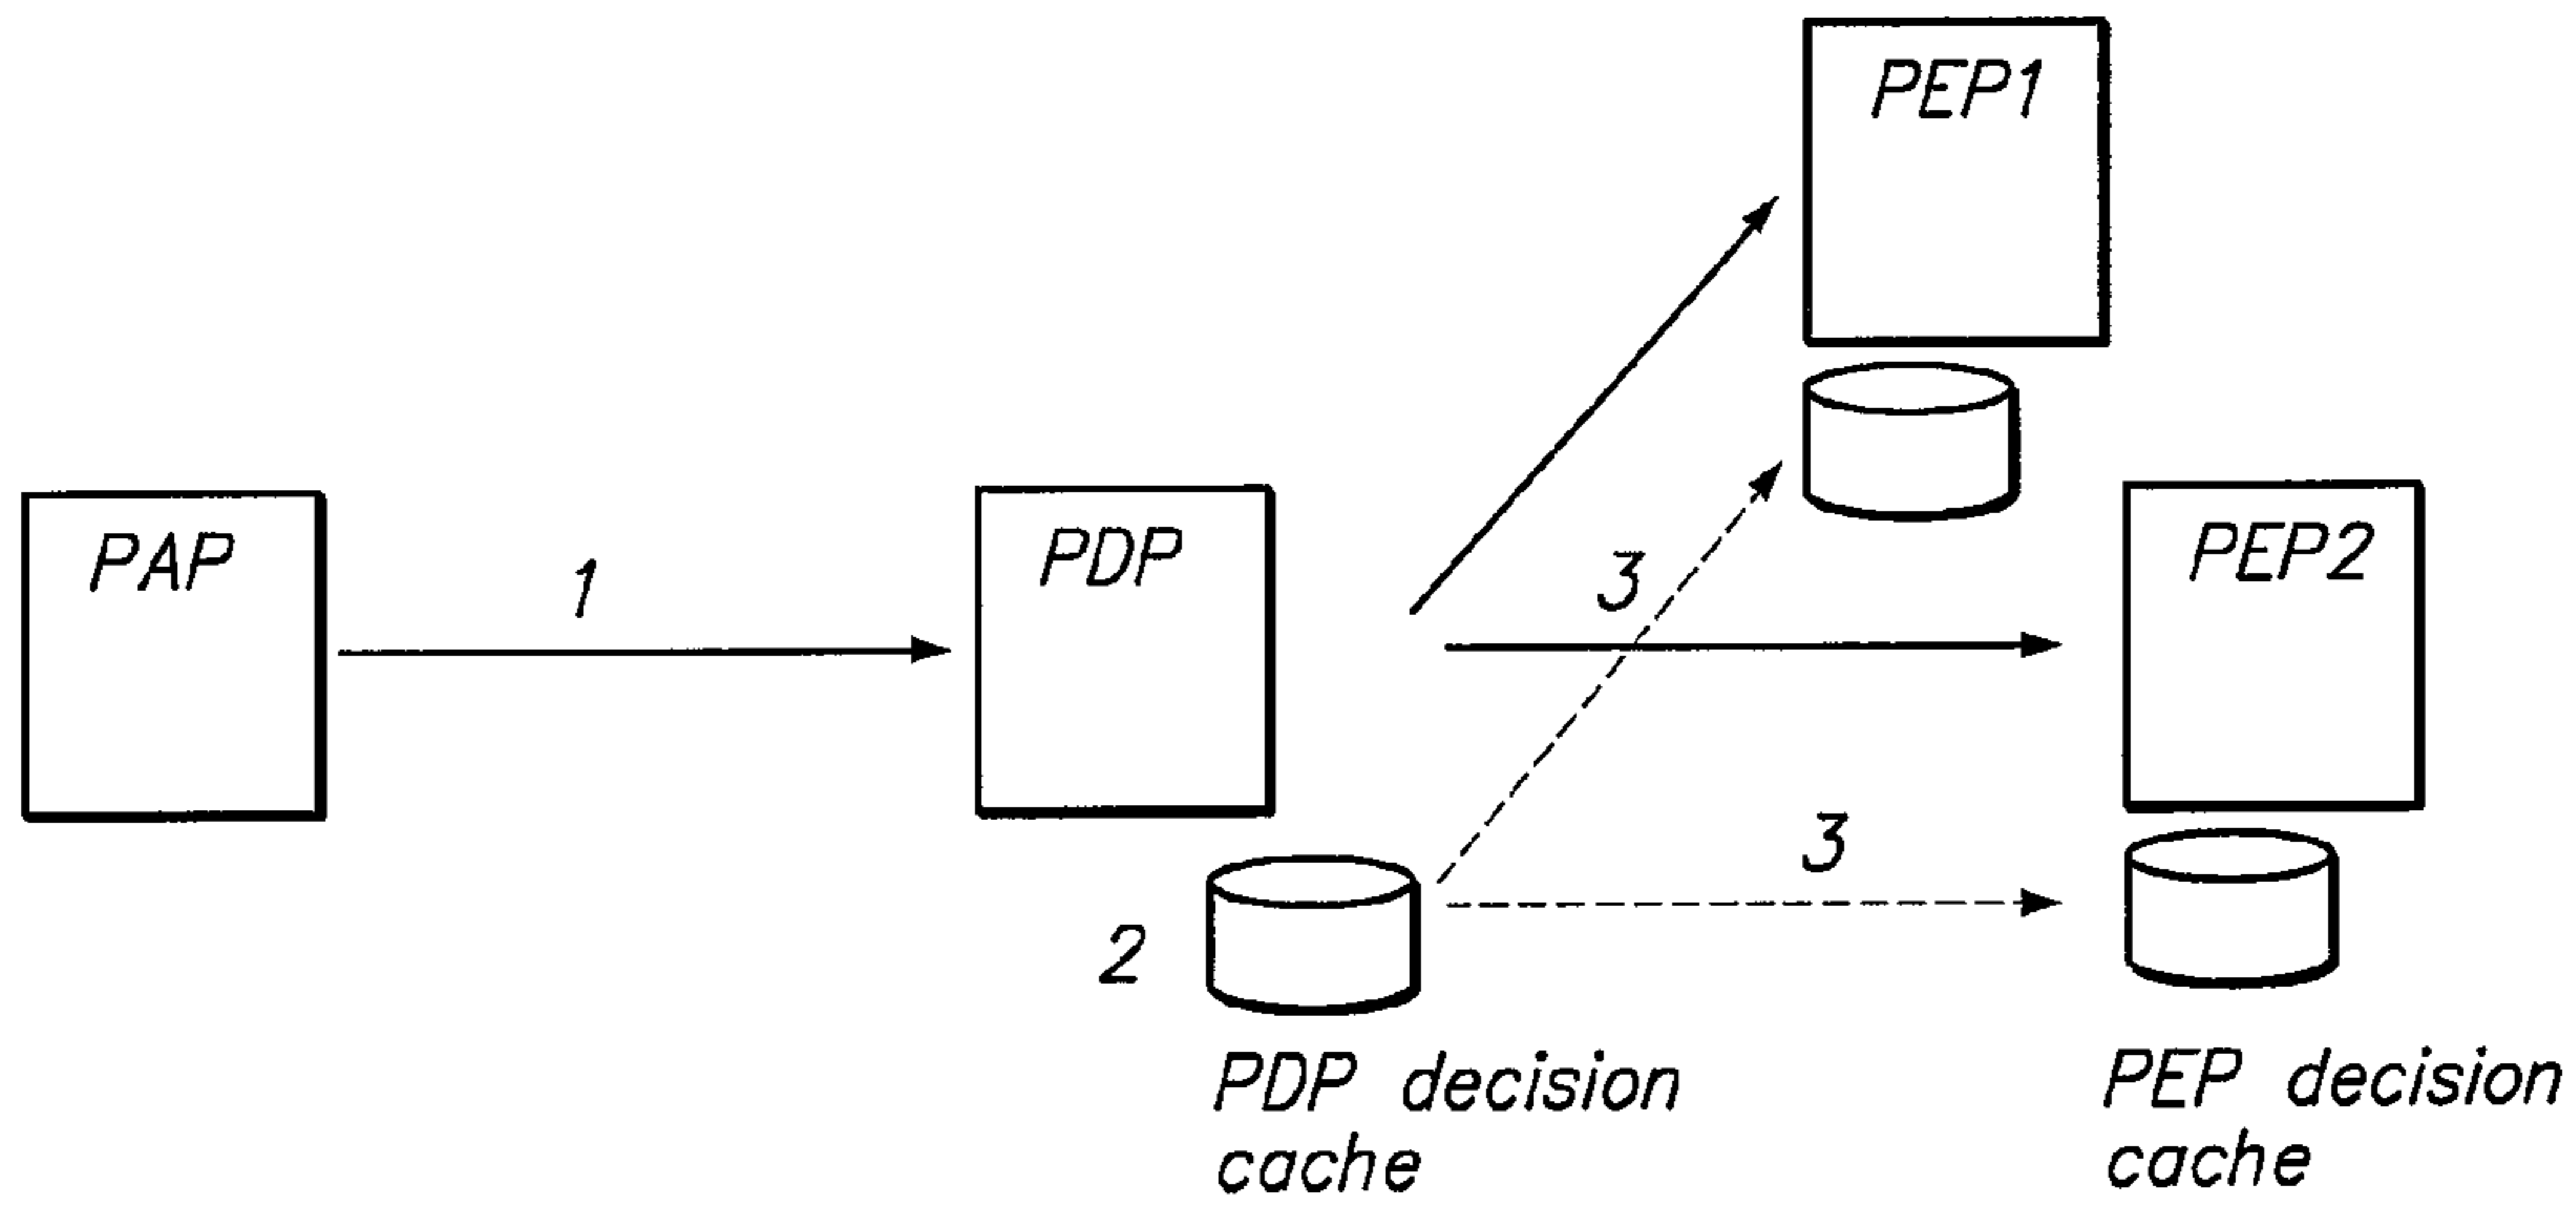 PEP1
PAP
1
PDP
3
PEP2
3
2
PDP decision
cache
PEP decision
cache